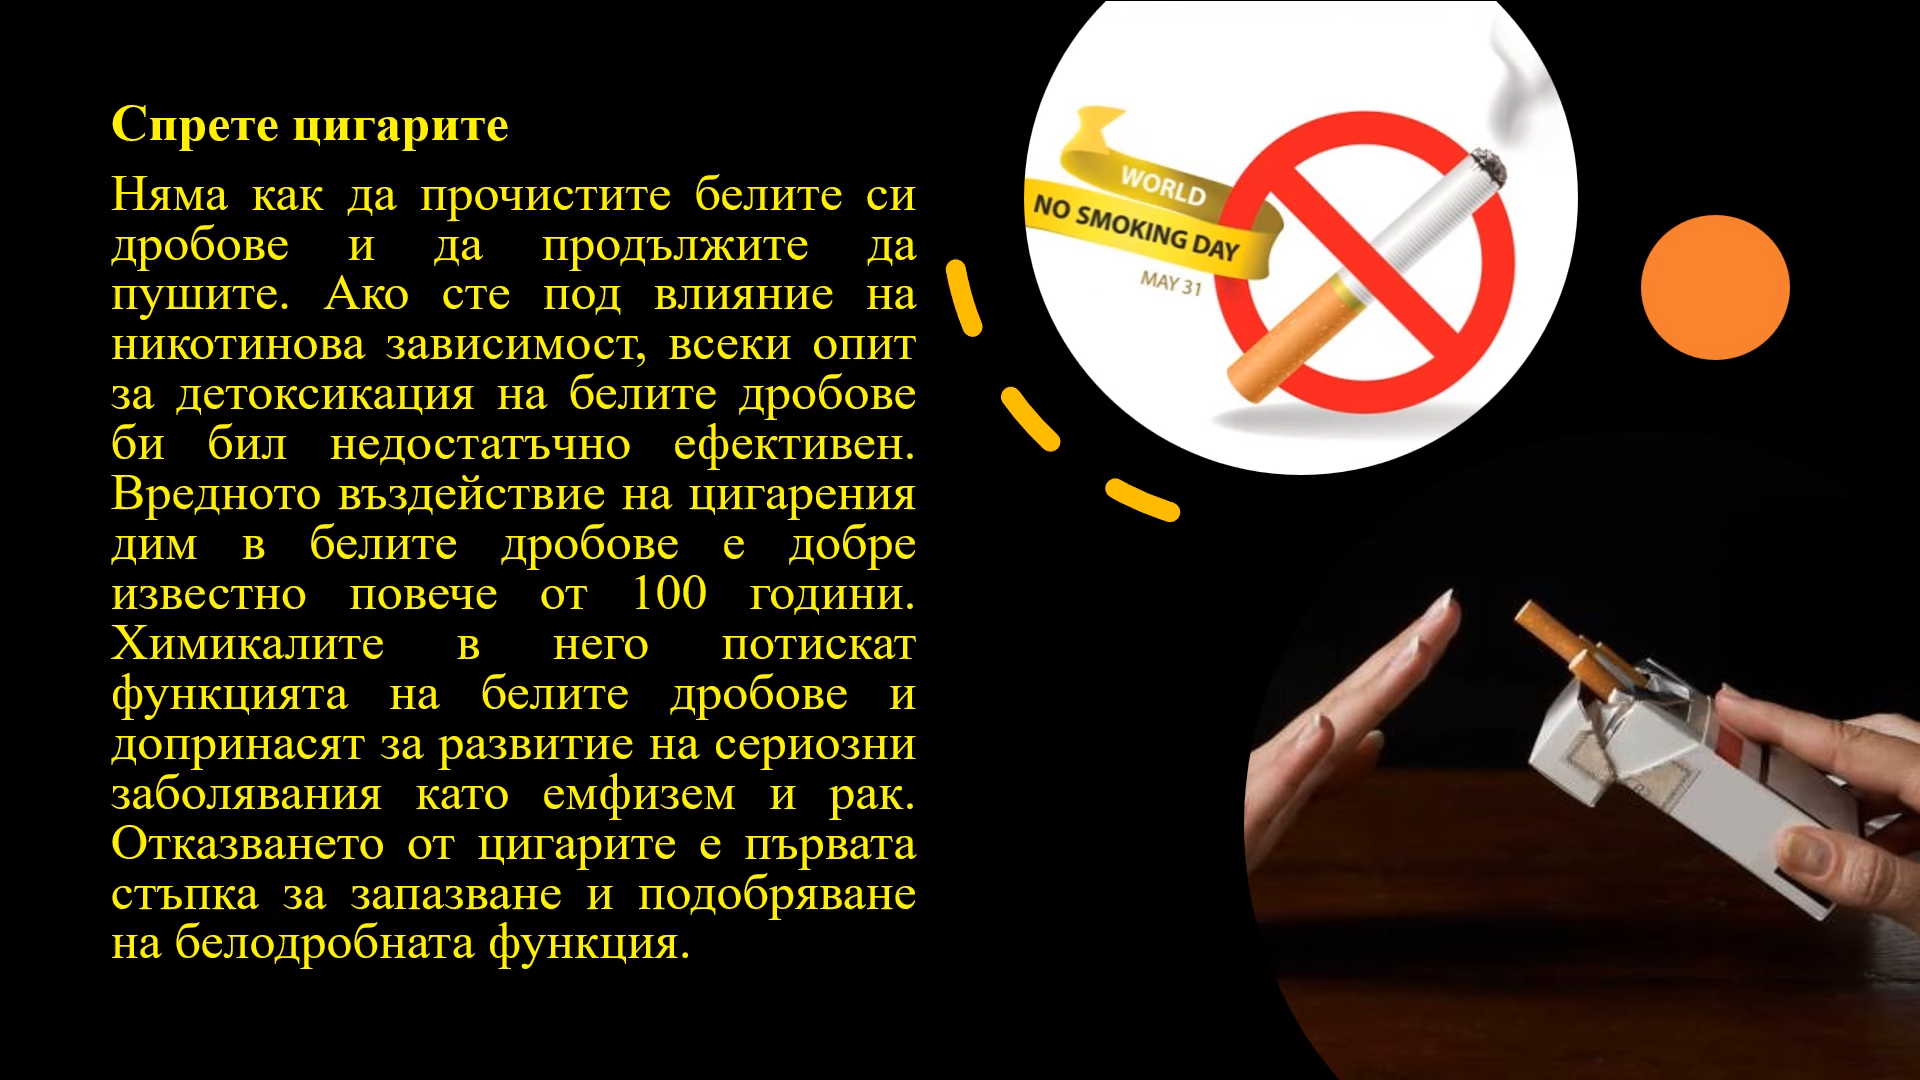 Спрете цигарите
Няма как да прочистите белите си
дробове и да продължите да
пушите. Ако сте под влияние на
никотинова зависимост, всеки опит
за детоксикация на белите дробове
би бил недостатъчно ефективен.
Вредното въздействие на цигарения
дим в белите дробове е добре
известно повече от 100 години.
Химикалите в него потискат
функцията на белите дробове и
допринасят за развитие на сериозни
заболявания като емфизем и рак.
Отказването от цигарите е първата
стъпка за запазване и подобряване
на белодробната функция.
WORLD
NO SMOKING DAY
MAY 31